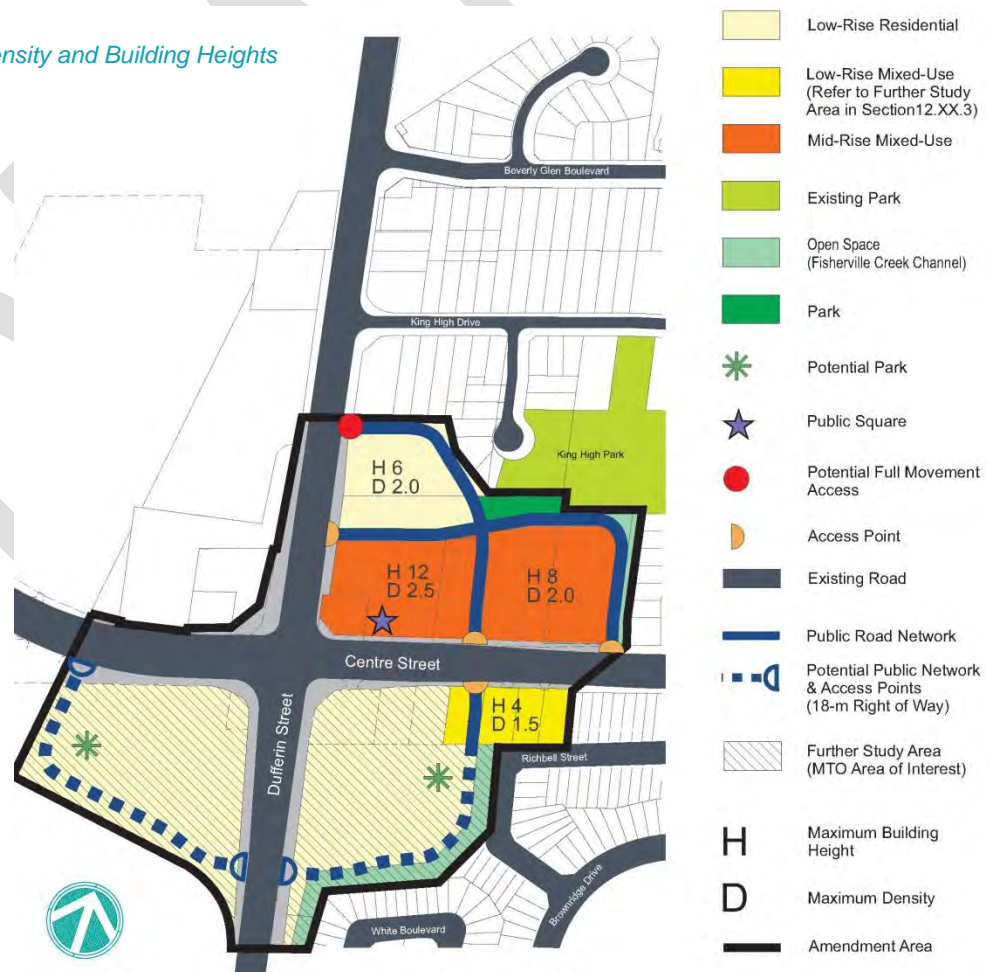 ensity and Building Heights
Beverly Glen Boulevard
King High Drive
King High Park
H 6
D 2.0
H 12
D 2.5
H 8
D 2.0
Centre Street
H 4
D 1.5
Dufferin Street
Richbell Street
Brownridge Drive
White Boulevard
Low-Rise Residential
Low-Rise Mixed-Use
(Refer to Further Study
Area in Section12.XX.3)
Mid-Rise Mixed-Use
Existing Park
Open Space
(Fisherville Creek Channel)
Park
Potential Park
Public Square
Potential Full Movement
Access
Access Point
Existing Road
Public Road Network
Potential Public Network
& Access Points
(18-m Right of Way)
Further Study Area
(MTO Area of Interest)
H
Maximum Building
Height
D
Maximum Density
Amendment Area